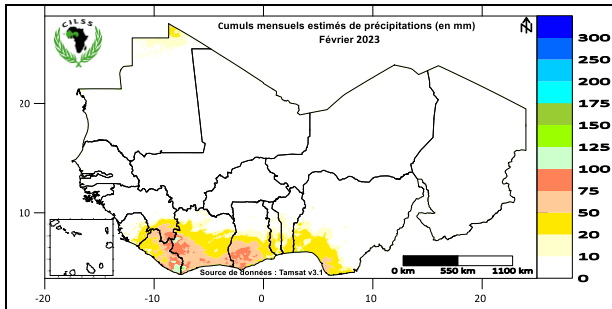 CILSS
Cumuls mensuels estimés de précipitations (en mm)
Février 2023
N
300
250
200
175
150
125
100
75
50
20
10
0
20
10
0 km 550 km 1100 km
Source de données : Tamsat v3.1
-20 -10 0 10 20